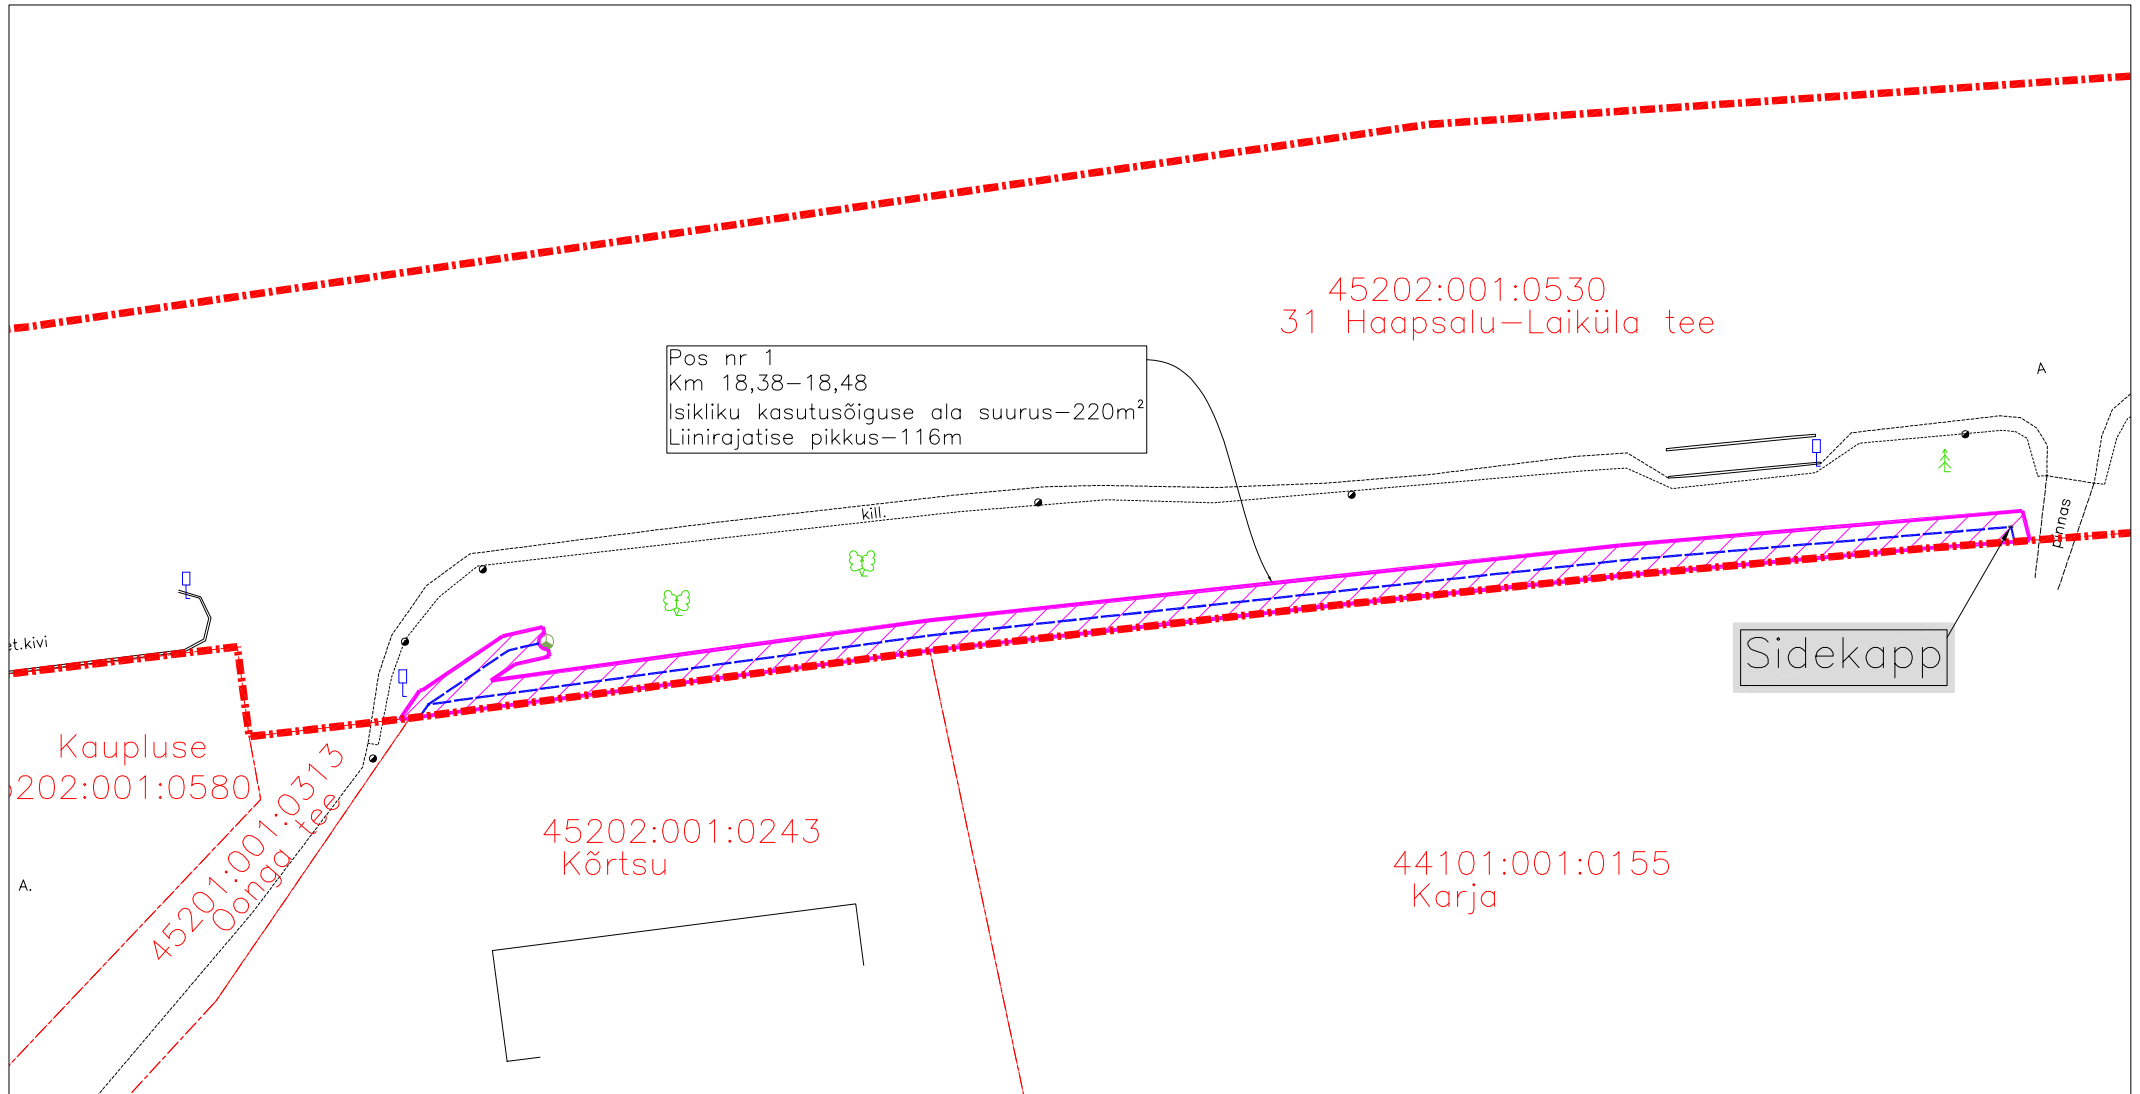 45202:001:0530
31 Haapsalu-Laiküla tee
Pos nr 1
Km 18,38-18,48
Isikliku kasutusõiguse ala suurus-220m²
Liinirajatise pikkus-116m
A
kill.
pinnas
et.kivi
Sidekapp
Kaupluse
202:001:0580
45201:001:0313
Oonga tee
45202:001:0243
Kõrtsu
44101:001:0155
Karja
A.